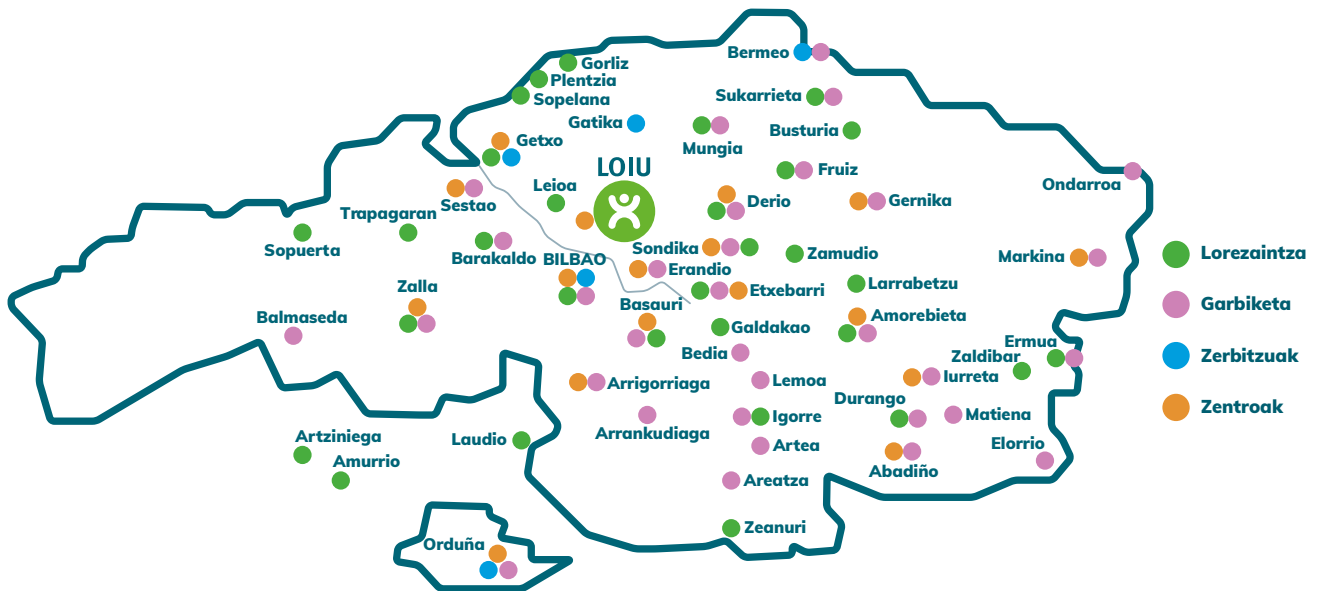 Bermeo
Gorliz
Plentzia
Sopelana
Sukarrieta
Gatika
Busturia
Getxo
Mungia
LOIU
Fruiz
Ondarroa
Leioa
Sestao
Derio
Gernika
Trapagaran
Sopuerta
Sondika
Zamudio
Markina
Lorezaintza
Barakaldo
BILBAO
Erandio
Zalla
Etxebarri
Larrabetzu
Garbiketa
Basauri
Balmaseda
Amorebieta
Galdakao
Ermua
Bedia
Zaldibar
Zerbitzuak
Arrigorriaga
Lemoa
Iurreta
Durango
Zentroak
Igorre
Matiena
Arrankudiaga
Artziniega
Laudio
Artea
Elorrio
Amurrio
Abadiño
Areatza
Zeanuri
Orduña